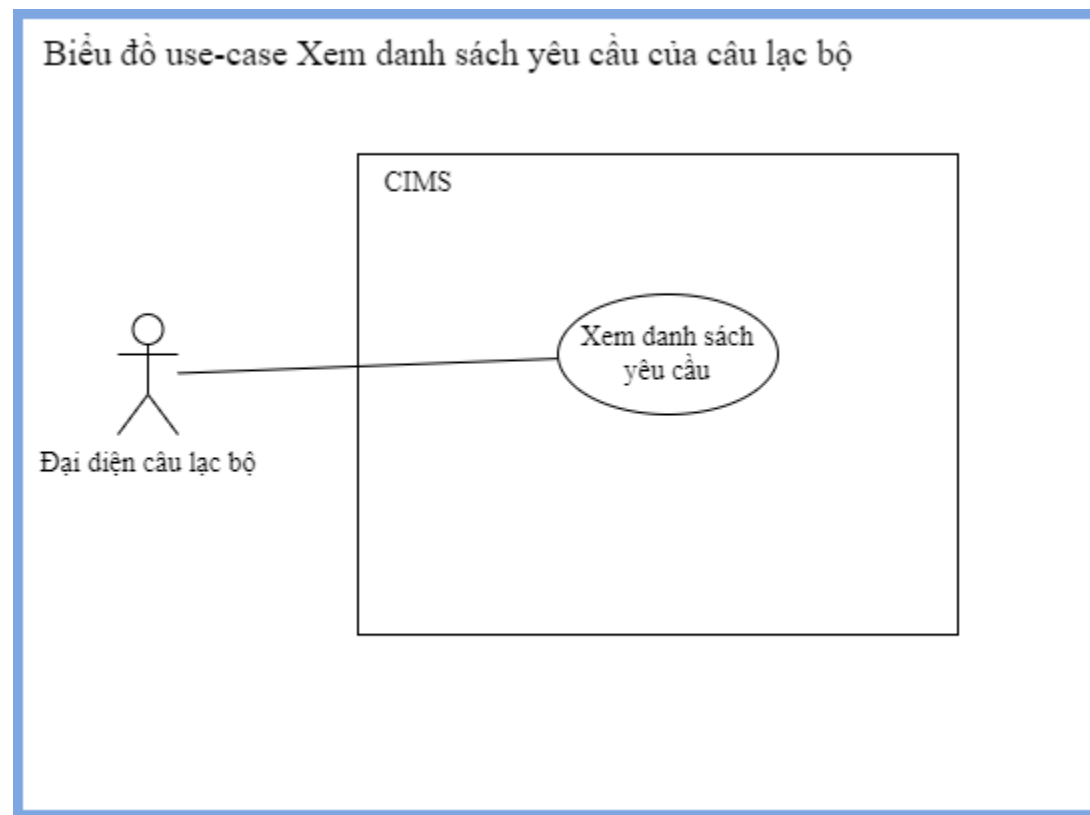 Biểu đồ use-case Xem danh sách yêu cầu của câu lạc bộ
CIMS
Xem danh sách
yêu cầu
Đại diện câu lạc bộ